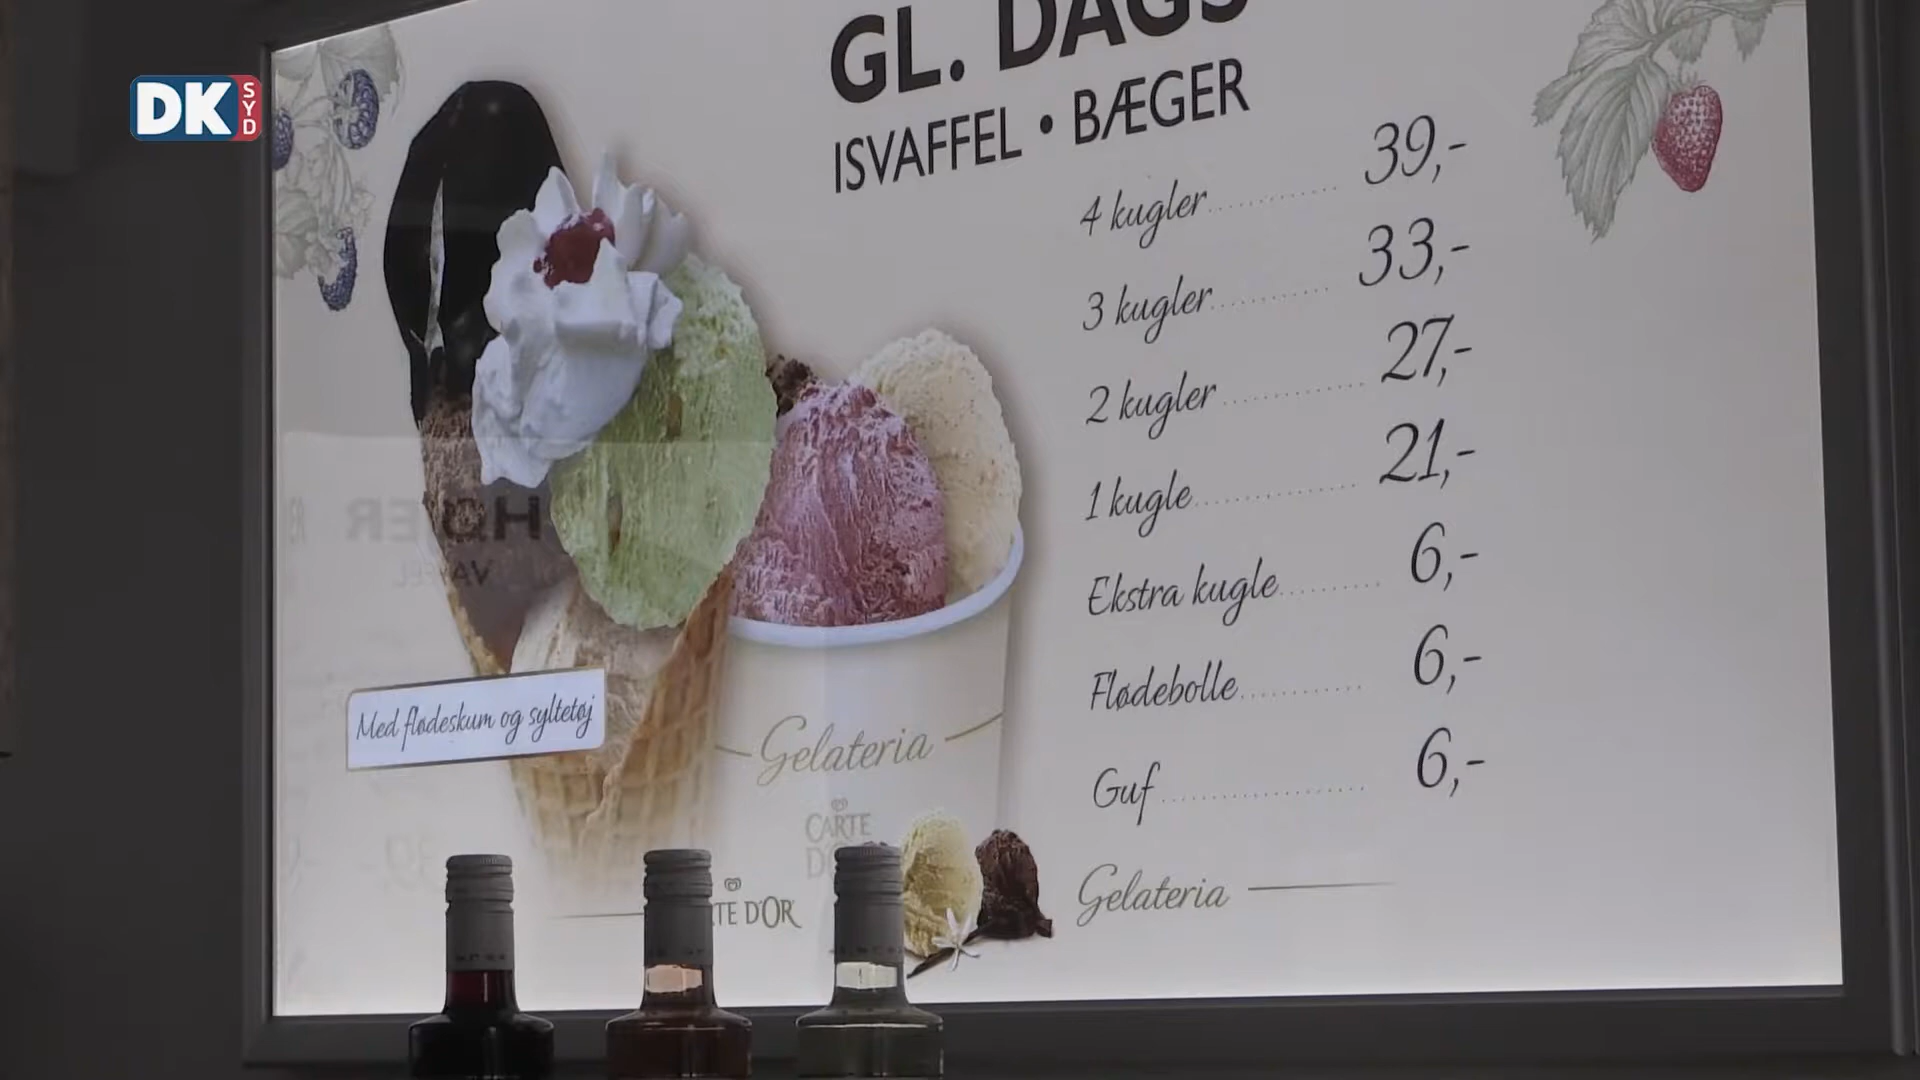 DK SYD
GL. DAGS
ISVAFFEL • BÆGER
4 kugler 39,-
3 kugler 33,-
2 kugler 27,-
1 kugle 21,-
Ekstra kugle 6,-
Flødebolle 6,-
Guf 6,-
Med flødeskum og syltetøj
Gelateria
CARTE
D'OR
Gelateria